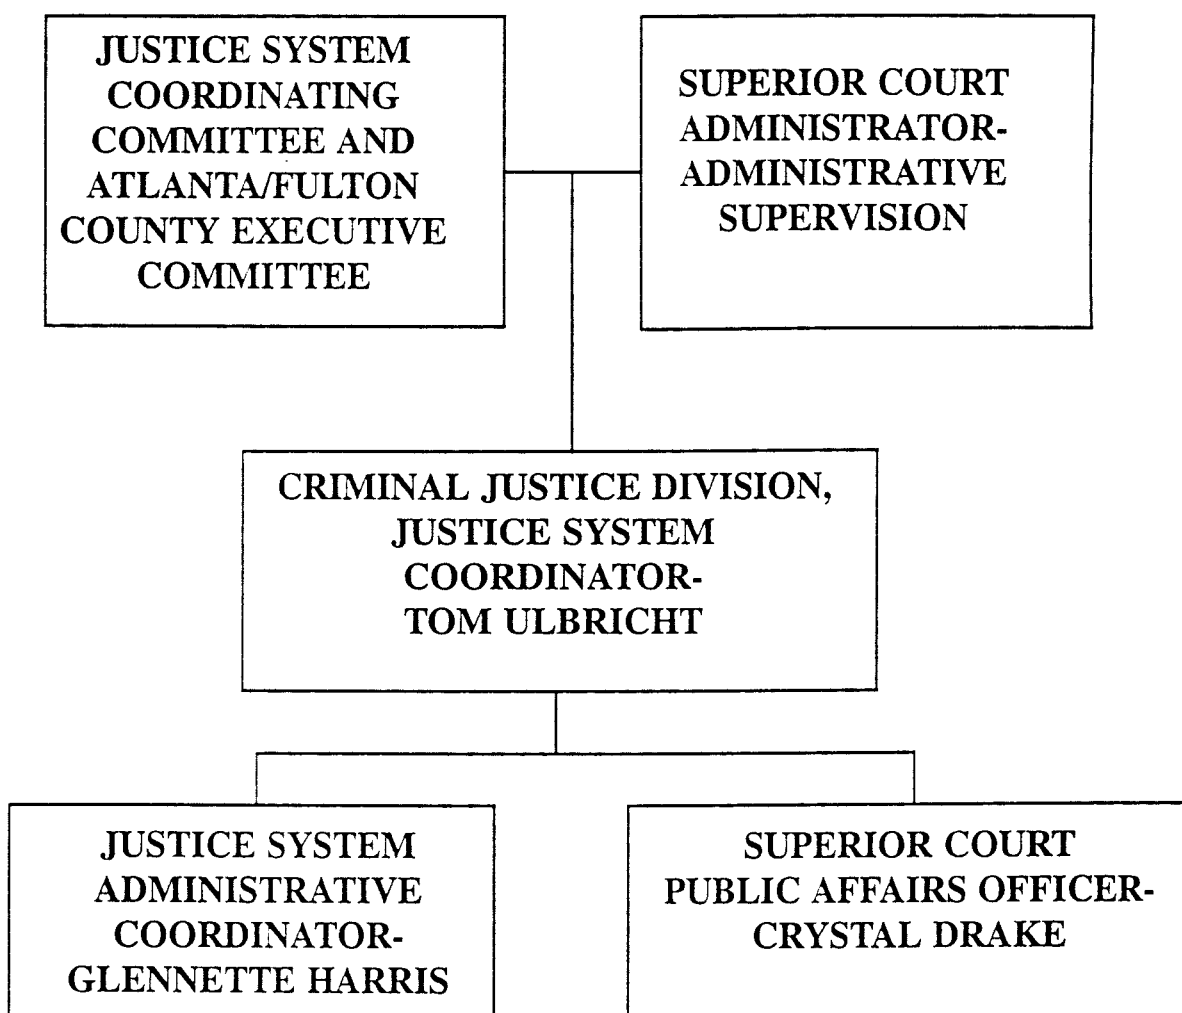 JUSTICE SYSTEM
COORDINATING
COMMITTEE AND
ATLANTA/FULTON
COUNTY EXECUTIVE
COMMITTEE
SUPERIOR COURT
ADMINISTRATOR-
ADMINISTRATIVE
SUPERVISION
CRIMINAL JUSTICE DIVISION,
JUSTICE SYSTEM
COORDINATOR-
TOM ULBRICHT
JUSTICE SYSTEM
ADMINISTRATIVE
COORDINATOR-
GLENNETTE HARRIS
SUPERIOR COURT
PUBLIC AFFAIRS OFFICER-
CRYSTAL DRAKE